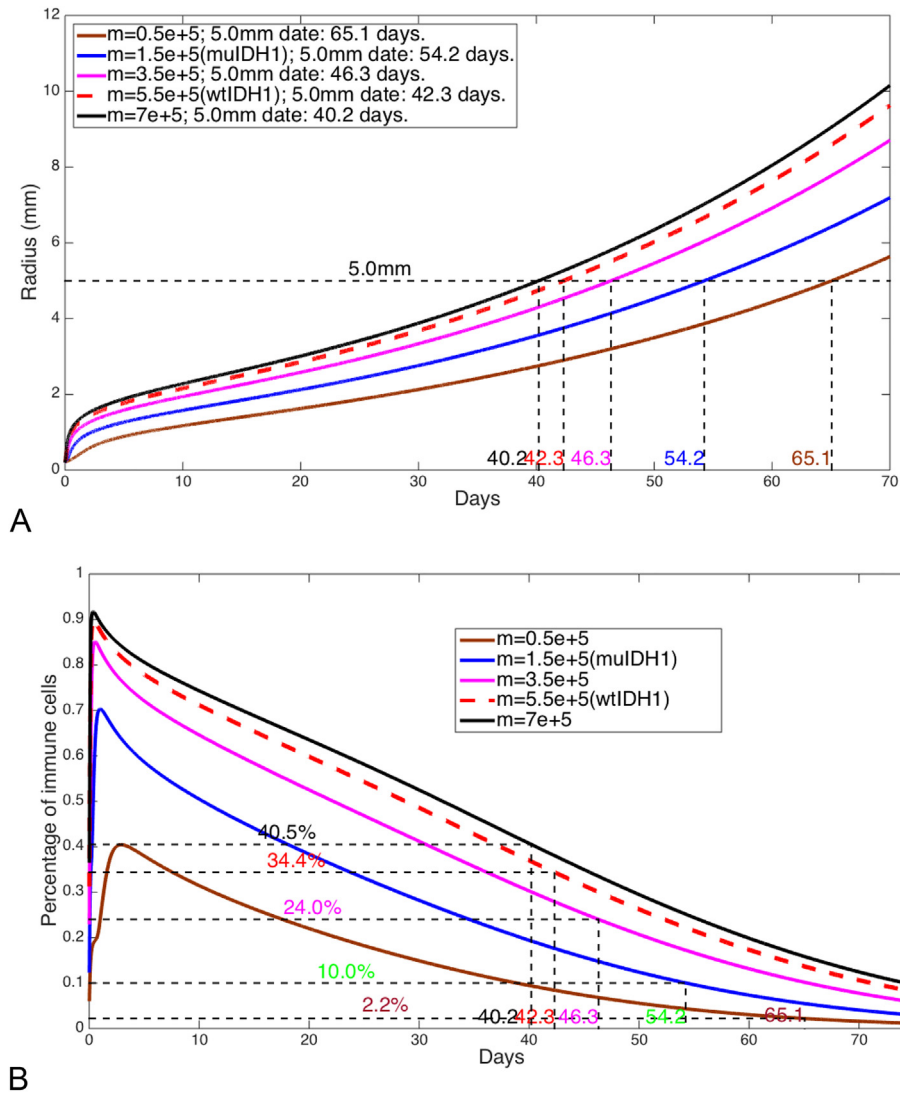 12
m=0.5e+5; 5.0mm date: 65.1 days.
m=1.5e+5(muIDH1); 5.0mm date: 54.2 days.
m=3.5e+5; 5.0mm date: 46.3 days.
m=5.5e+5(wtIDH1); 5.0mm date: 42.3 days.
m=7e+5; 5.0mm date: 40.2 days.
10
8
6
4
2
0
Radius (mm)
5.0mm
40.2 42.3 46.3 54.2 65.1
0 10 20 30 40 50 60 70
Days
A
1
0.9
0.8
0.7
0.6
0.5
0.4
0.3
0.2
0.1
0
Percentage of immune cells
m=0.5e+5
m=1.5e+5(muIDH1)
m=3.5e+5
m=5.5e+5(wtIDH1)
m=7e+5
40.5%
34.4%
24.0%
10.0%
2.2%
40.2 42.3 46.3 54.2 65.1
0 10 20 30 40 50 60 70
Days
B